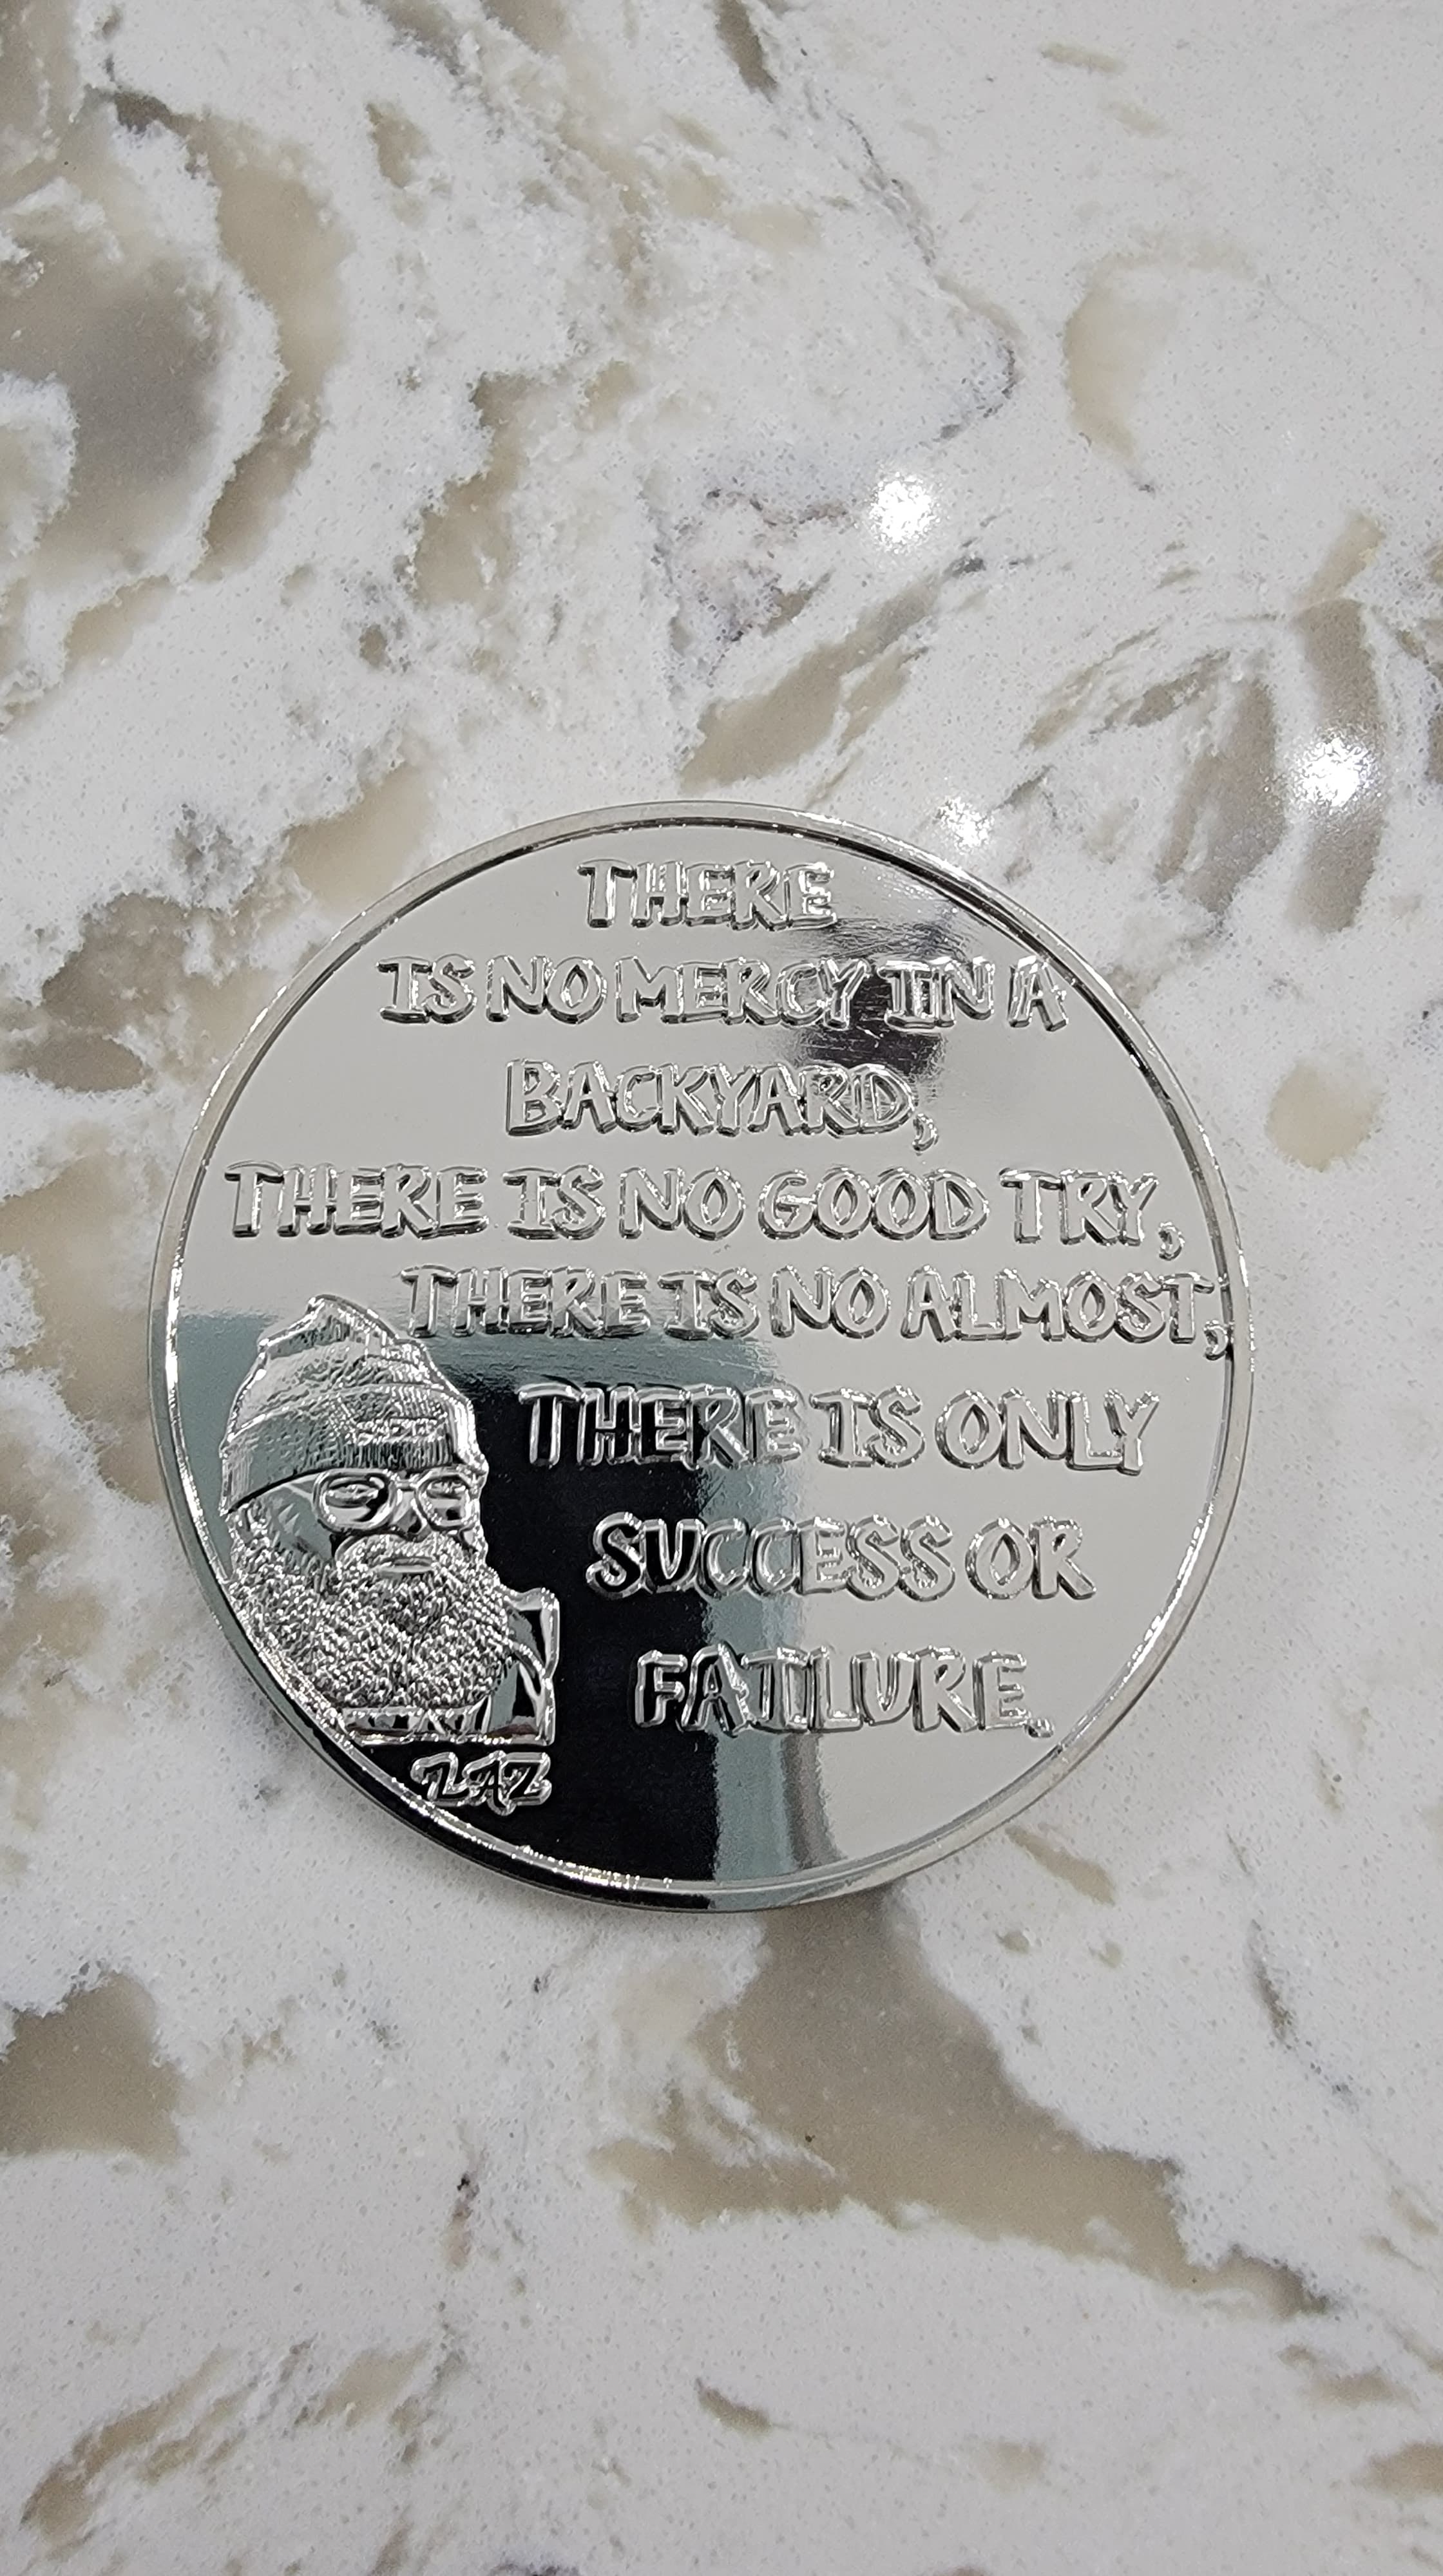 THERE
IS NO MERCY IN A
BACKYARD,
THERE IS NO GOOD TRY,
THERE IS NO ALMOST,
THERE IS ONLY
SUCCESS OR
FAILURE.
LAZ